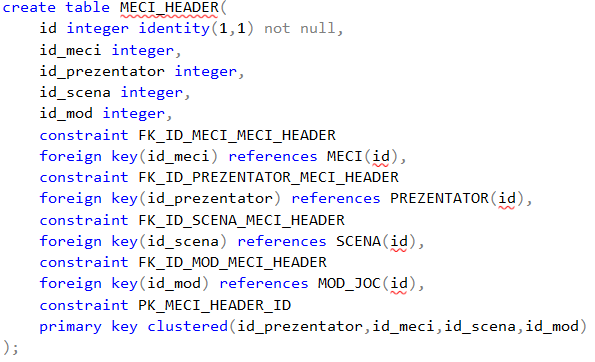 create table MECI_HEADER(
id integer identity(1,1) not null,
id_meci integer,
id_prezentator integer,
id_scena integer,
id_mod integer,
constraint FK_ID_MECI_MECI_HEADER
foreign key(id_meci) references MECI(id),
constraint FK_ID_PREZENTATOR_MECI_HEADER
foreign key(id_prezentator) references PREZENTATOR(id),
constraint FK_ID_SCENA_MECI_HEADER
foreign key(id_scena) references SCENA(id),
constraint FK_ID_MOD_MECI_HEADER
foreign key(id_mod) references MOD_JOC(id),
constraint PK_MECI_HEADER_ID
primary key clustered(id_prezentator,id_meci,id_scena,id_mod)
);